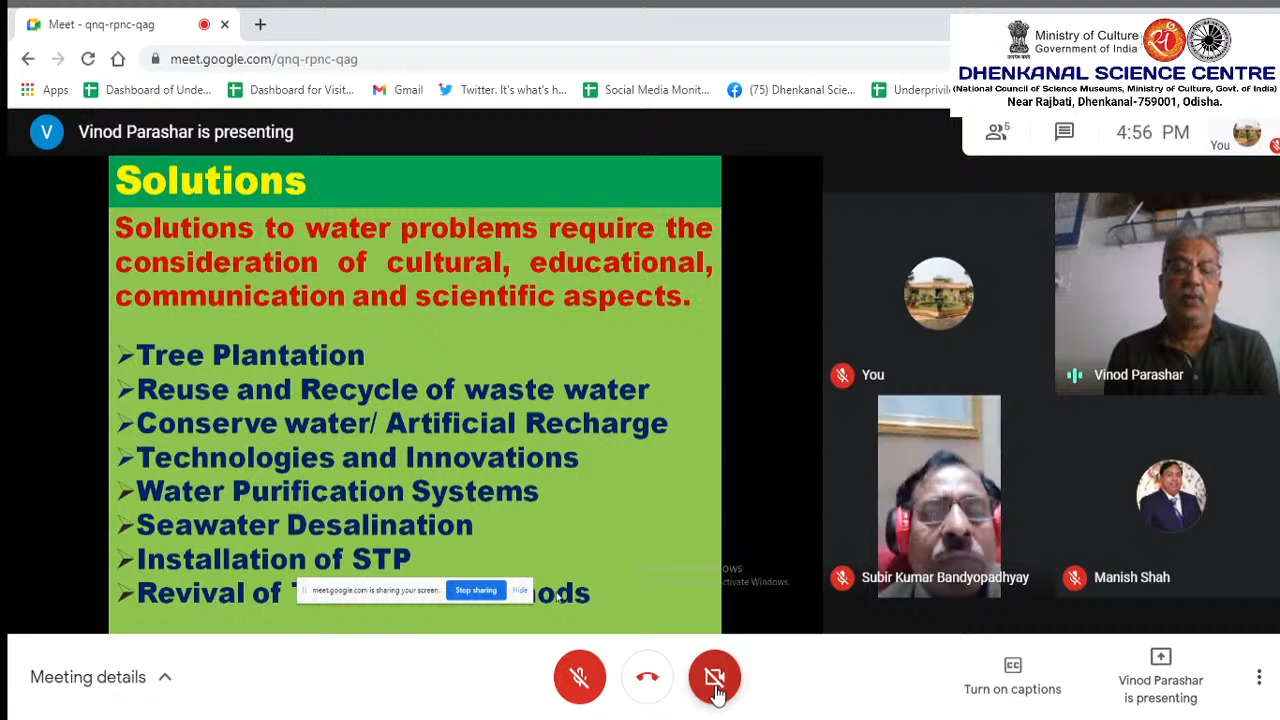 Meet - qnq-rpnc-qag
meet.google.com/qnq-rpnc-qag
Apps
Dashboard of Unde...
Dashboard for Visit...
Gmail
Twitter. It's what's h...
Social Media Monit...
(75) Dhenkanal Scie...
Underprivile
Ministry of Culture
Government of India
DHENKANAL SCIENCE CENTRE
(National Council of Science Museums, Ministry of Culture, Govt. of India)
Near Rajbati, Dhenkanal-759001, Odisha.
V
Vinod Parashar is presenting
5
4:56 PM
You
Solutions
Solutions to water problems require the
consideration of cultural, educational,
communication and scientific aspects.
➢Tree Plantation
➢Reuse and Recycle of waste water
➢Conserve water/ Artificial Recharge
➢Technologies and Innovations
➢Water Purification Systems
➢Seawater Desalination
➢Installation of STP
➢Revival of
meet.google.com is sharing your screen.
Stop sharing
Hide
You
Vinod Parashar
Subir Kumar Bandyopadhyay
Manish Shah
Meeting details
Turn on captions
Vinod Parashar
is presenting